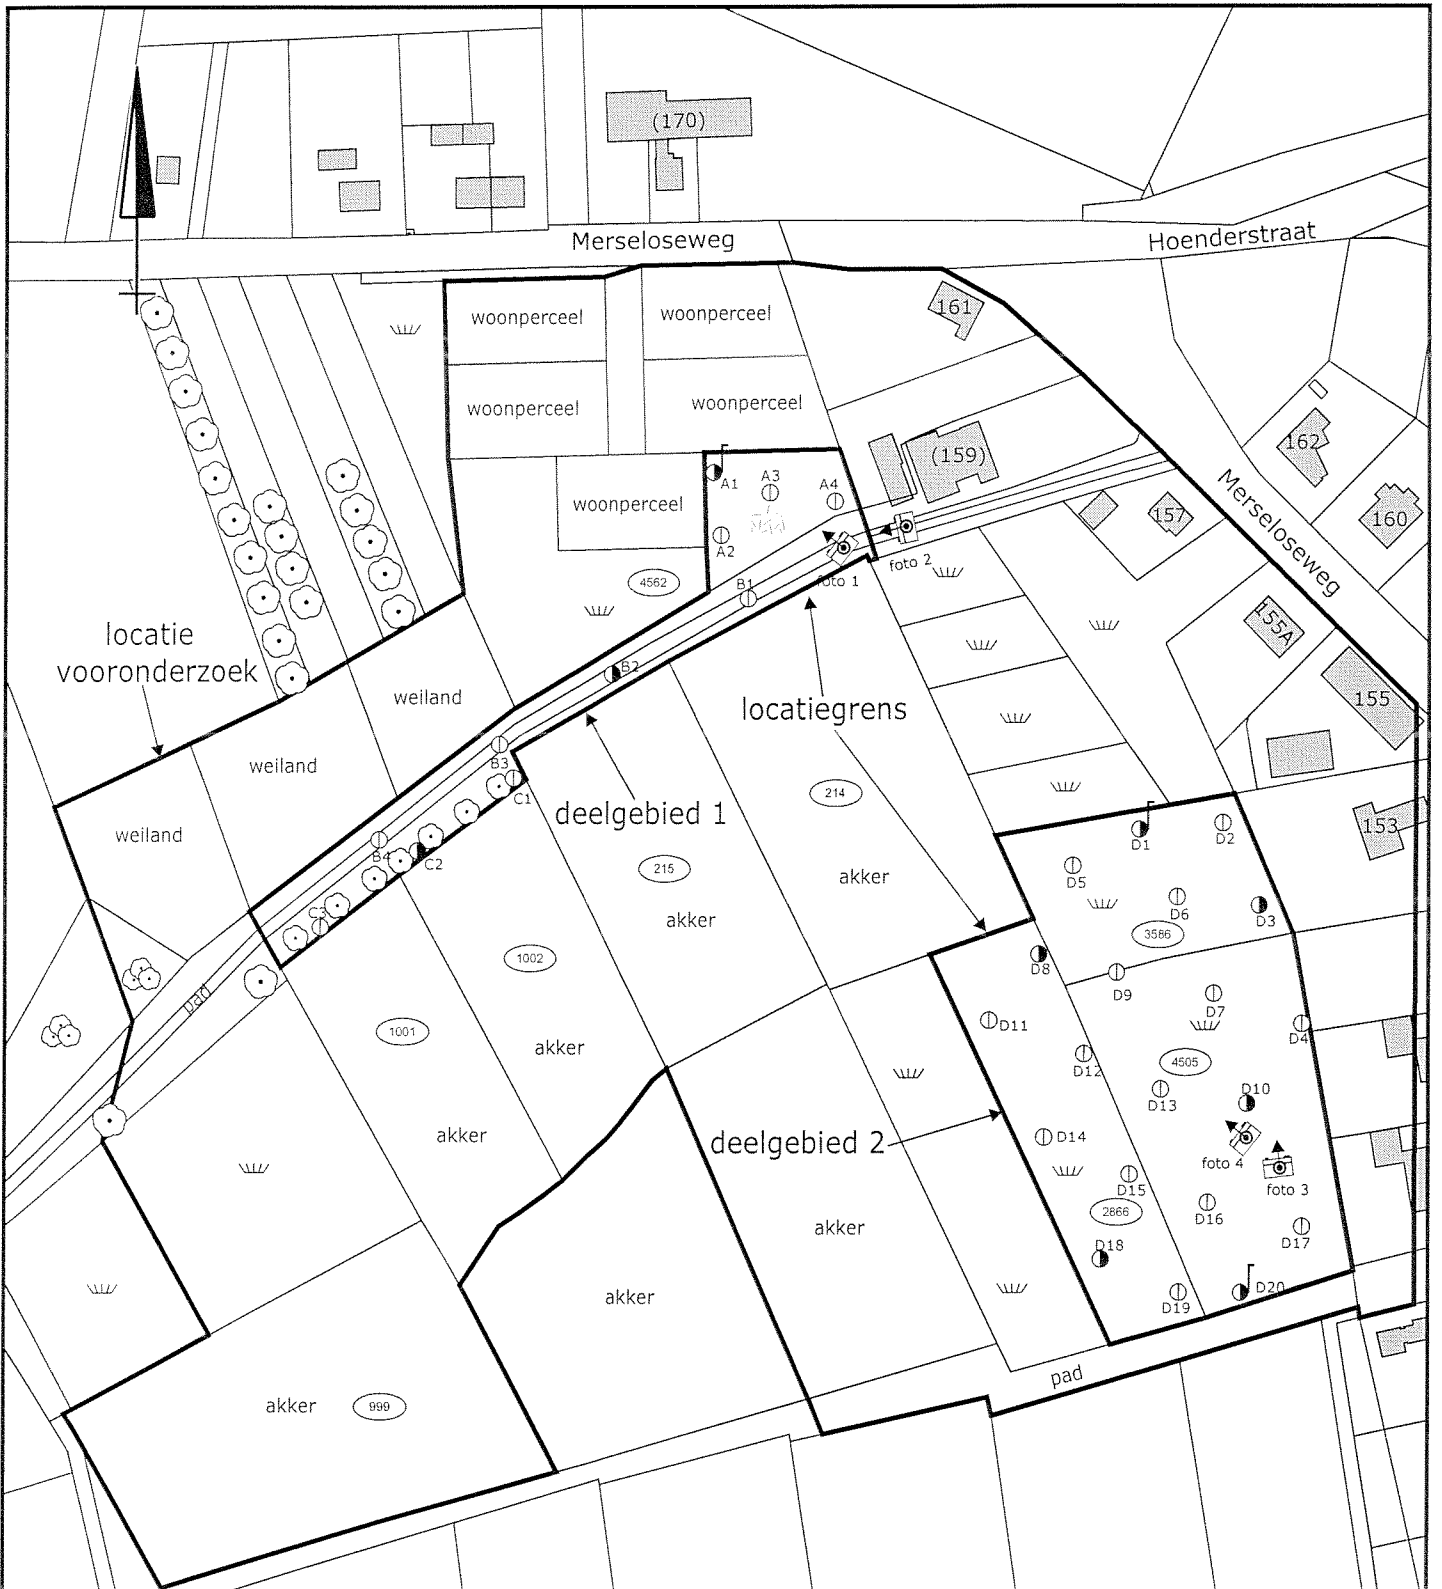 (170)
Merseloseweg
Hoenderstraat
woonperceel
woonperceel
161
woonperceel
woonperceel
162
(159)
A1
A3
A4
woonperceel
Merseloseweg
157
160
A2
foto 1
foto 2
4562
B1
155A
locatie
vooronderzoek
B2
weiland
locatiegrens
155
B3
weiland
C1
214
deelgebied 1
weiland
153
D1
D2
B4
C2
215
akker
D5
akker
D6
D3
C3
3586
1002
D8
D9
pad
D7
D11
D4
1001
akker
D12
4505
D13
D10
akker
D14
deelgebied 2
foto 4
foto 3
D15
2866
D16
akker
D17
D18
akker
D19
D20
pad
akker
999